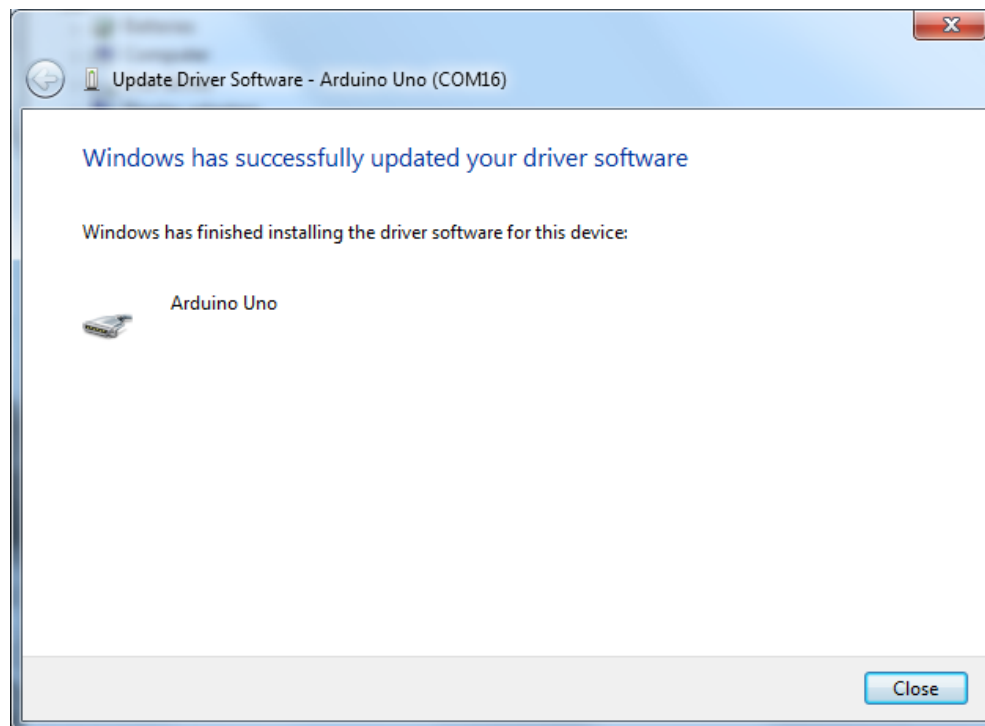 Update Driver Software - Arduino Uno (COM16)
Windows has successfully updated your driver software
Windows has finished installing the driver software for this device:
Arduino Uno
Close